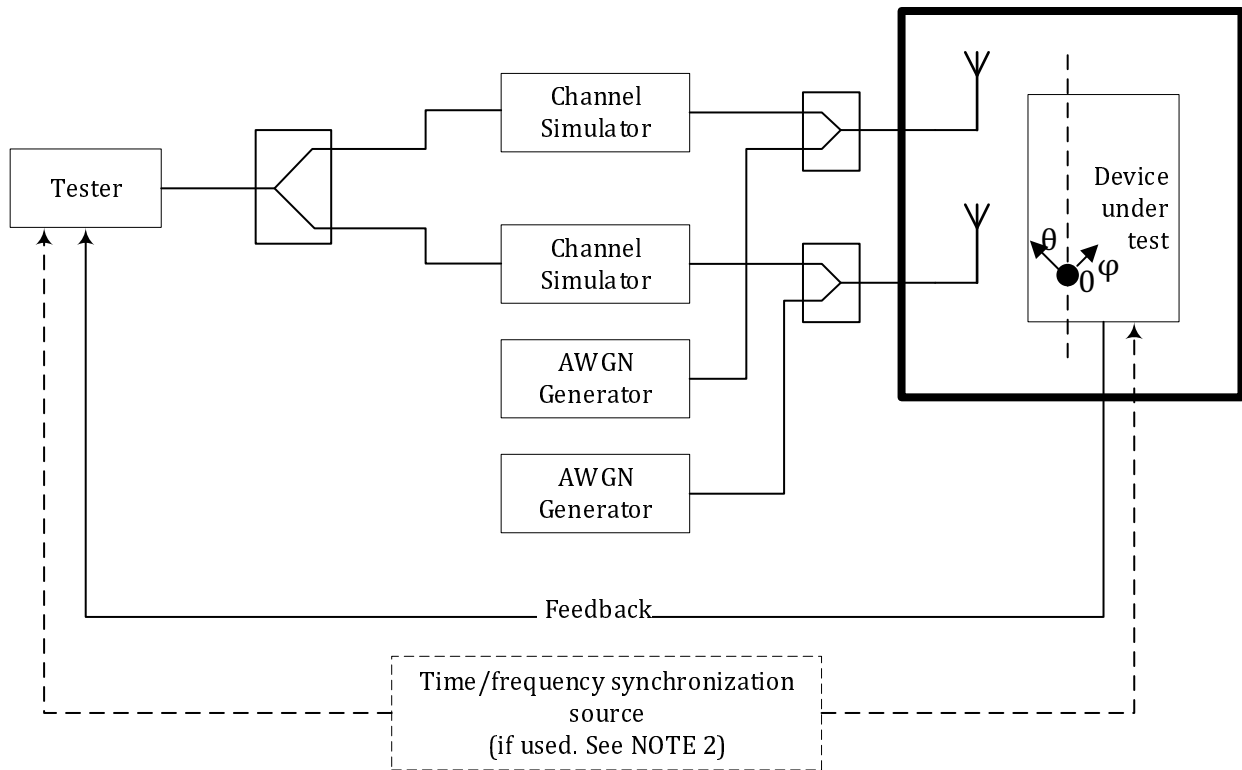 Channel
Simulator
Tester
Device
under
test
Channel
Simulator
θ
φ
0
AWGN
Generator
AWGN
Generator
Feedback
Time/frequency synchronization
source
(if used. See NOTE 2)